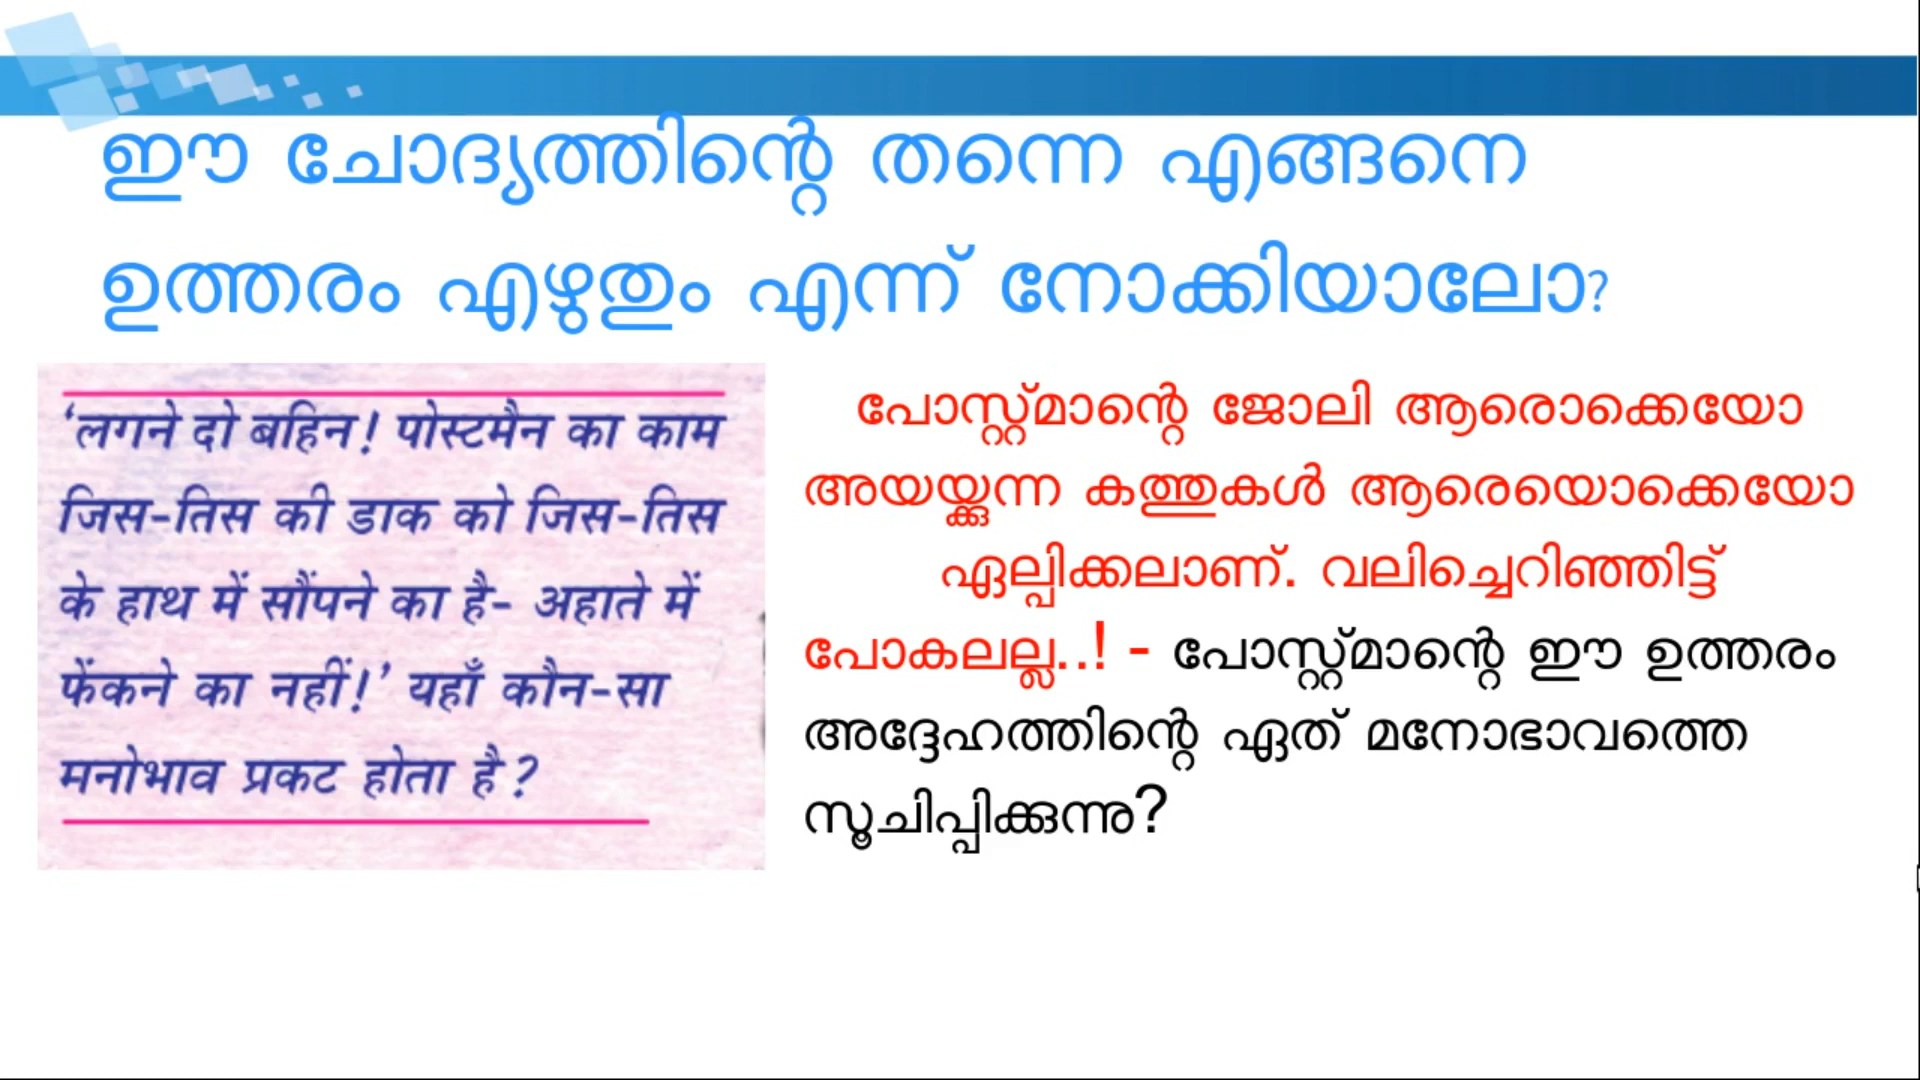 ഈ ചോദ്യത്തിന്റെ തന്നെ എങ്ങനെ
ഉത്തരം എഴുതും എന്ന് നോക്കിയാലോ?
‘लगने दो बहिन! पोस्टमैन का काम
जिस-तिस की डाक को जिस-तिस
के हाथ में सौंपने का है- अहाते में
फेंकने का नहीं!’ यहाँ कौन-सा
मनोभाव प्रकट होता है?
പോസ്റ്റ്മാന്റെ ജോലി ആരൊക്കെയോ
അയയ്ക്കുന്ന കത്തുകൾ ആരെയൊക്കെയോ
ഏല്പിക്കലാണ്. വലിച്ചെറിഞ്ഞിട്ട്
പോകലല്ല..! - പോസ്റ്റ്മാന്റെ ഈ ഉത്തരം
അദ്ദേഹത്തിന്റെ ഏത് മനോഭാവത്തെ
സൂചിപ്പിക്കുന്നു?